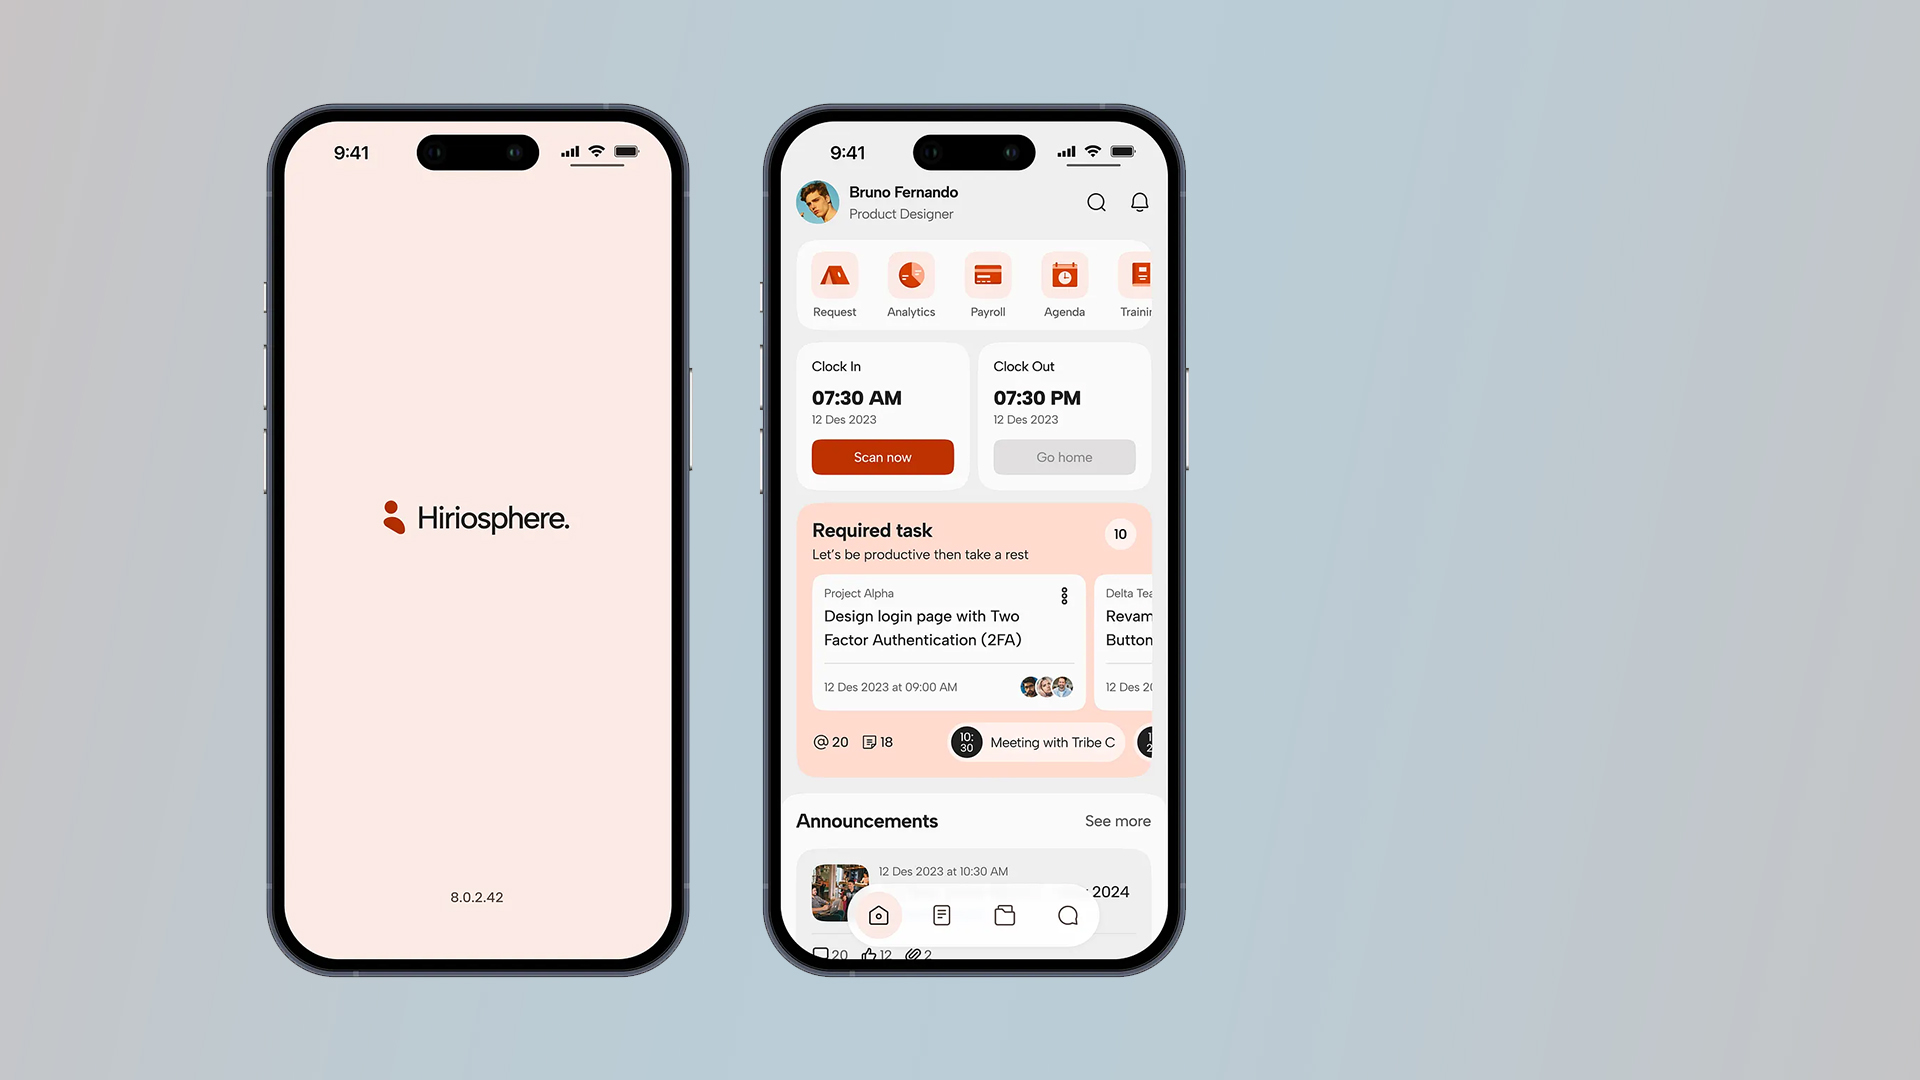 9:41
Hiriosphere.
8.0.2.42
9:41
Bruno Fernando
Product Designer
Request
Analytics
Payroll
Agenda
Clock In
07:30 AM
12 Des 2023
Scan now
Clock Out
07:30 PM
12 Des 2023
Go home
Required task
10
Let's be productive then take a rest
Project Alpha
Design login page with Two
Factor Authentication (2FA)
12 Des 2023 at 09:00 AM
Delta
Button
12 Des
@ 20
18
10:
30
Meeting with Tribe C
Announcements
See more
12 Des 2023 at 10:30 AM
2024
20
12
2